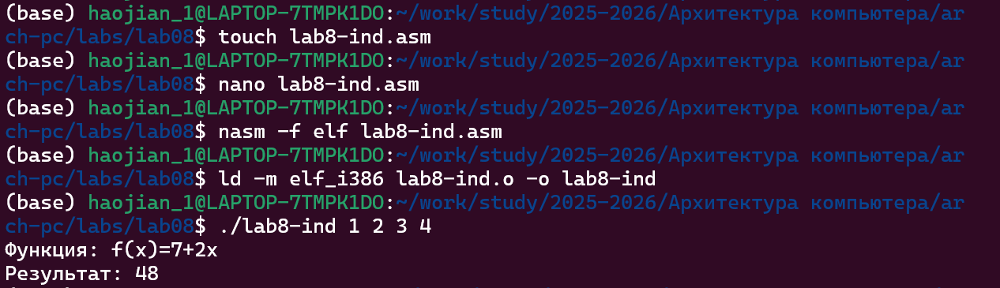 (base) haojian_1@LAPTOP-7TMPK1DO:~/work/study/2025-2026/Архитектура компьютера/ar
ch-pc/labs/lab08$ touch lab8-ind.asm
(base) haojian_1@LAPTOP-7TMPK1DO:~/work/study/2025-2026/Архитектура компьютера/ar
ch-pc/labs/lab08$ nano lab8-ind.asm
(base) haojian_1@LAPTOP-7TMPK1DO:~/work/study/2025-2026/Архитектура компьютера/ar
ch-pc/labs/lab08$ nasm -f elf lab8-ind.asm
(base) haojian_1@LAPTOP-7TMPK1DO:~/work/study/2025-2026/Архитектура компьютера/ar
ch-pc/labs/lab08$ ld -m elf_i386 lab8-ind.o -o lab8-ind
(base) haojian_1@LAPTOP-7TMPK1DO:~/work/study/2025-2026/Архитектура компьютера/ar
ch-pc/labs/lab08$ ./lab8-ind 1 2 3 4
Функция: f(x)=7+2x
Результат: 48